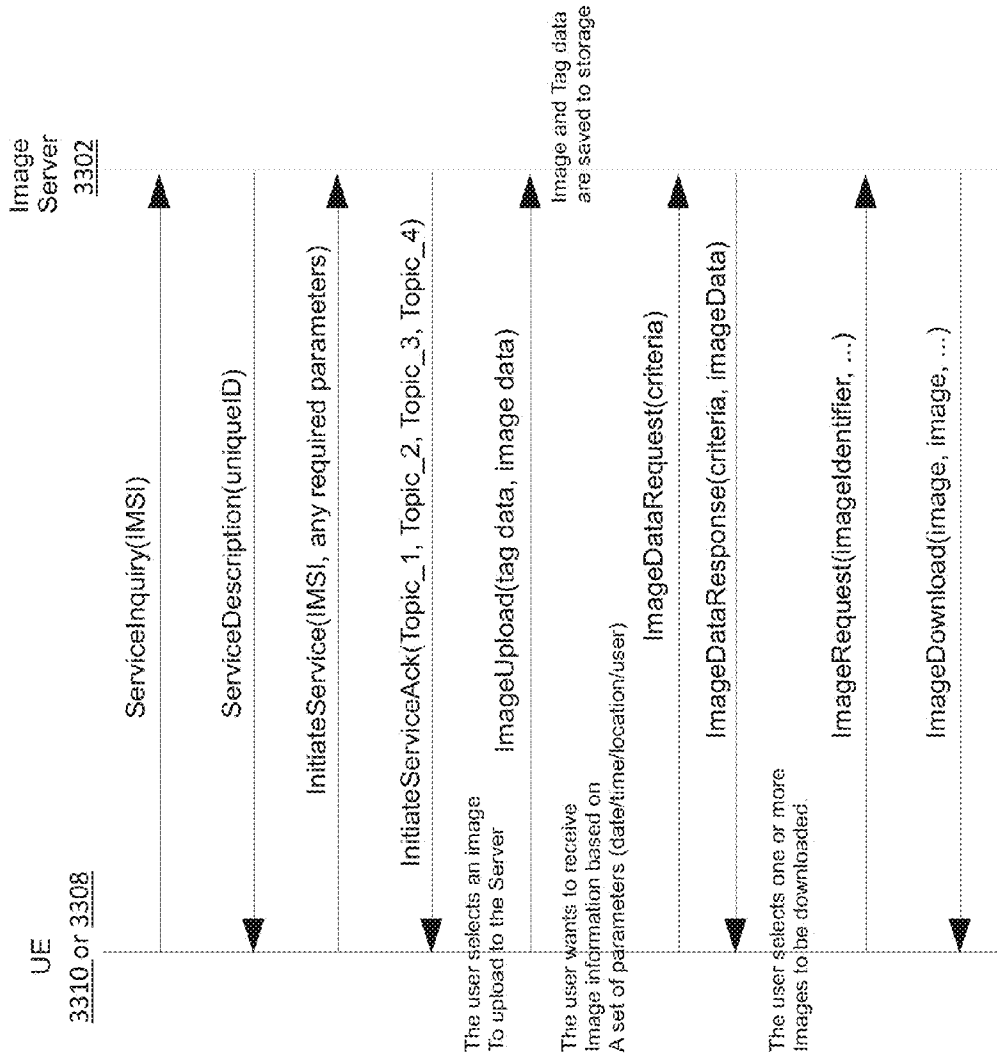 UE
3310 or 3308
Image
Server
3302
ServiceInquiry(IMSI)
ServiceDescription(uniqueID)
InitiateService(IMSI, any required parameters)
InitiateServiceAck(Topic_1, Topic_2, Topic_3, Topic_4)
The user selects an image
To upload to the Server
ImageUpload(tag data, image data)
Image and Tag data
are saved to storage
The user wants to receive
Image information based on
A set of parameters (date/time/location/user)
ImageDataRequest(criteria)
ImageDataResponse(criteria, imageData)
The user selects one or more
Images to be downloaded.
ImageRequest(imageIdentifier, ...)
ImageDownload(image, image, ...)